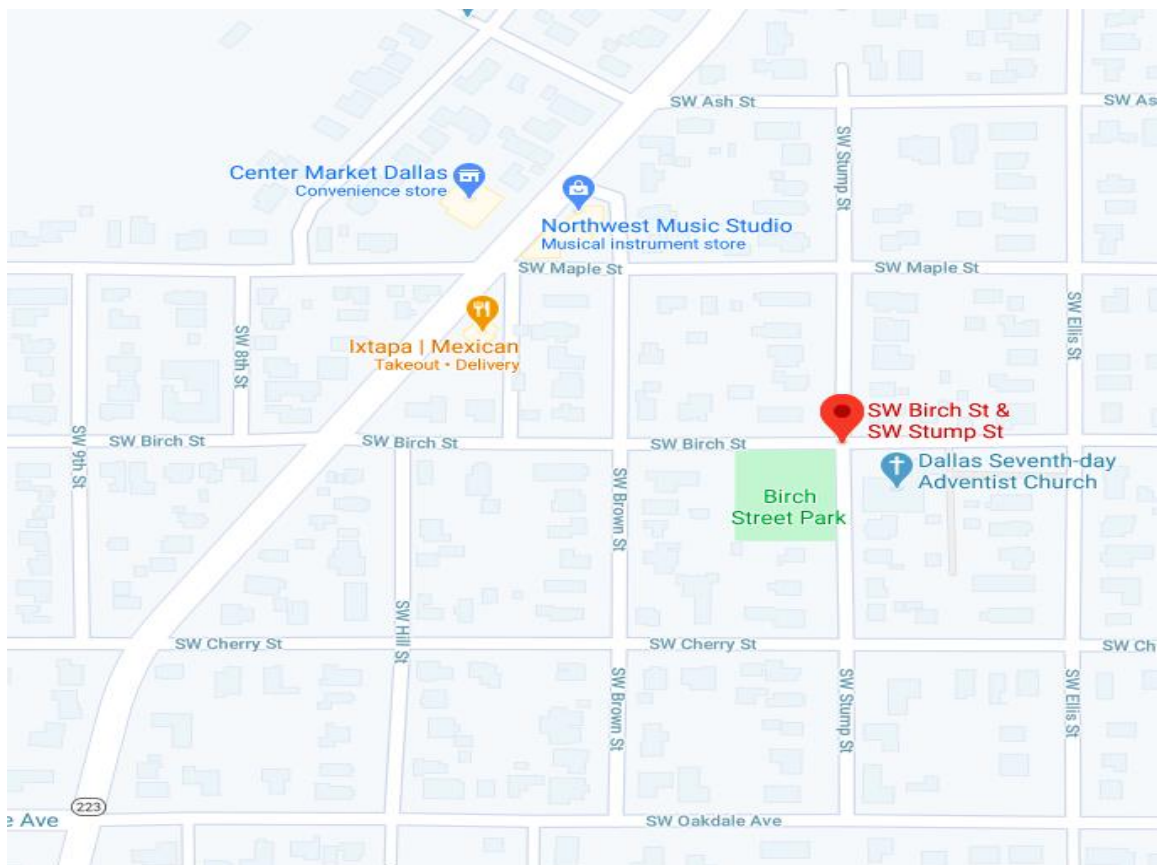 SW Ash St
SW As
SW Stump St
Center Market Dallas
Convenience store
Northwest Music Studio
Musical instrument store
SW Maple St
SW Maple St
SW Ellis St
SW 8th St
Ixtapa | Mexican
Takeout • Delivery
SW Birch St &
SW Stump St
SW 9th St
SW Birch St
SW Birch St
SW Birch St
Dallas Seventh-day
Adventist Church
SW Brown St
Birch
Street Park
SW Hill St
SW Cherry St
SW Cherry St
SW Ch
SW Brown St
SW Stump St
SW Ellis St
223
e Ave
SW Oakdale Ave